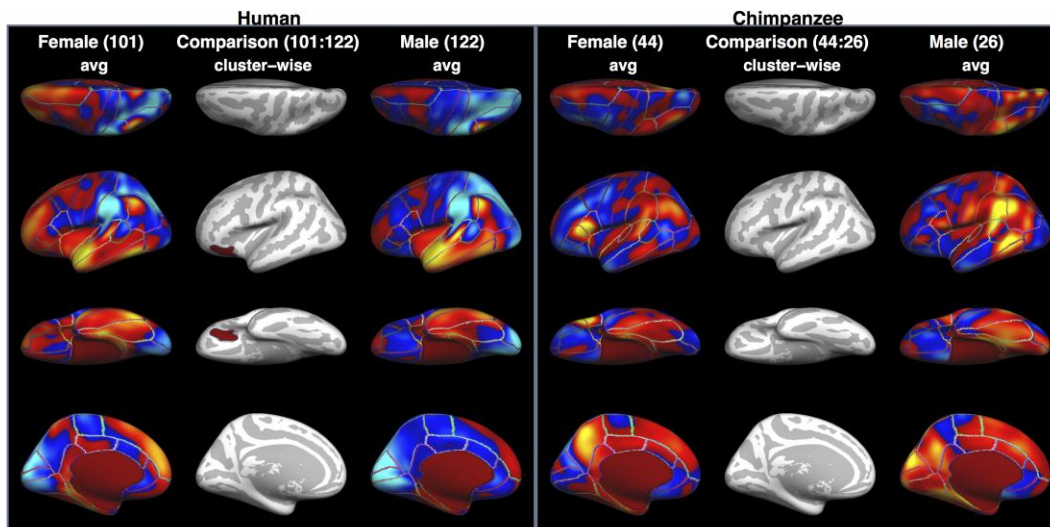 Human
Chimpanzee
Female (101)
Comparison (101:122)
Male (122)
Female (44)
Comparison (44:26)
Male (26)
avg
cluster−wise
avg
avg
cluster−wise
avg